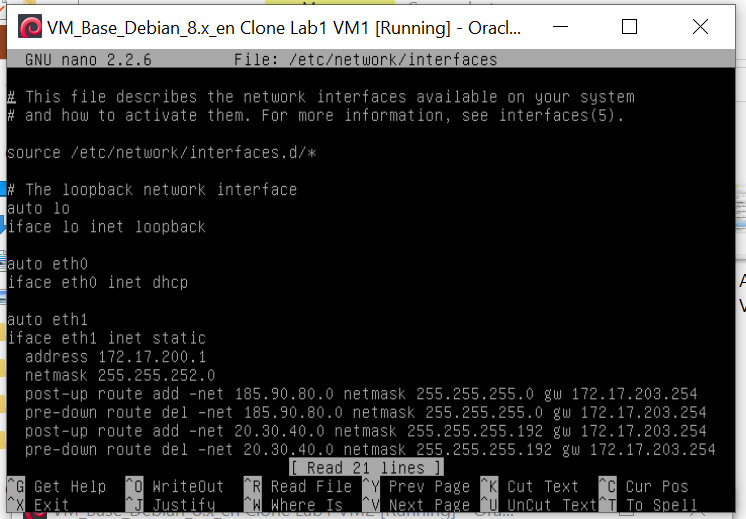 VM_Base_Debian_8.x_en Clone Lab1 VM1 [Running] - Orac...
GNU nano 2.2.6 File: /etc/network/interfaces
# This file describes the network interfaces available on your system
# and how to activate them. For more information, see interfaces(5).
source /etc/network/interfaces.d/*
# The loopback network interface
auto lo
iface lo inet loopback
auto eth0
iface eth0 inet dhcp
auto eth1
iface eth1 inet static
address 172.17.200.1
netmask 255.255.252.0
post-up route add -net 185.90.80.0 netmask 255.255.255.0 gw 172.17.203.254
pre-down route del -net 185.90.80.0 netmask 255.255.255.0 gw 172.17.203.254
post-up route add -net 20.30.40.0 netmask 255.255.255.192 gw 172.17.203.254
pre-down route del -net 20.30.40.0 netmask 255.255.255.192 gw 172.17.203.254
[ Read 21 lines ]
^G Get Help ^O WriteOut ^R Read File ^Y Prev Page ^K Cut Text ^C Cur Pos
^X Exit ^J Justify ^W Where Is ^V Next Page ^U UnCut Text ^T To Spell